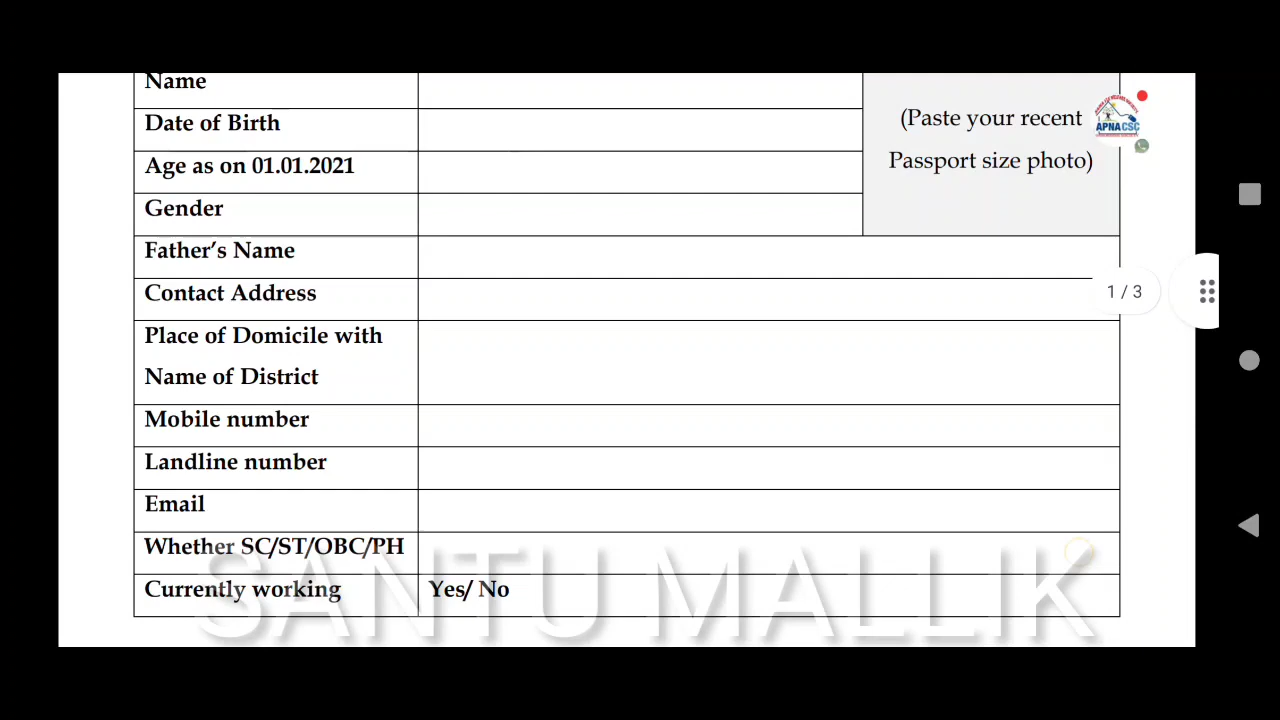 Name
(Paste your recent
Passport size photo)
APNA CSC
Date of Birth
Age as on 01.01.2021
Gender
Father’s Name
Contact Address
1 / 3
Place of Domicile with
Name of District
Mobile number
Landline number
Email
Whether SC/ST/OBC/PH
Currently working
Yes/ No
SANTU MALLIK